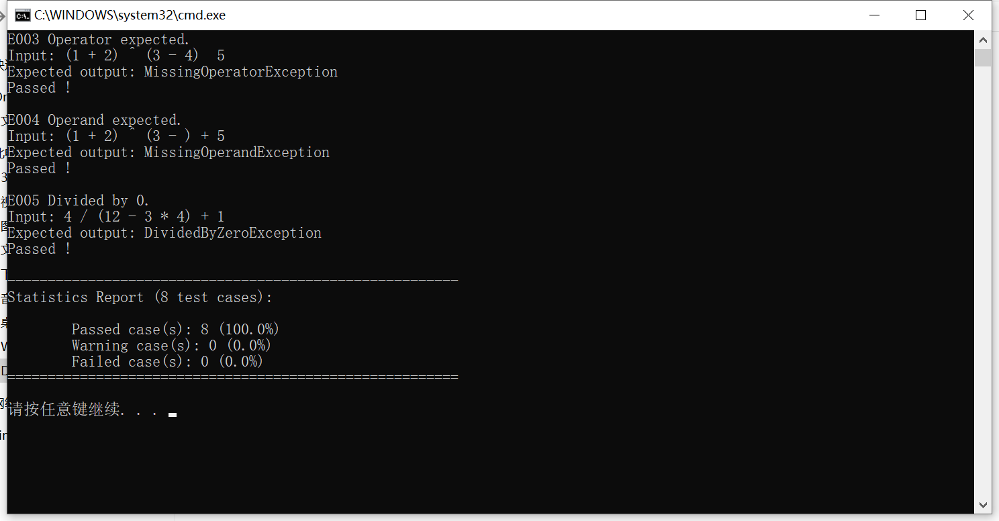 C:\WINDOWS\system32\cmd.exe
E003 Operator expected.
Input: (1 + 2) ^ (3 - 4)  5
Expected output: MissingOperatorException
Passed !
E004 Operand expected.
Input: (1 + 2) ^ (3 - ) + 5
Expected output: MissingOperandException
Passed !
E005 Divided by 0.
Input: 4 / (12 - 3 * 4) + 1
Expected output: DividedByZeroException
Passed !
Statistics Report (8 test cases):
Passed case(s): 8 (100.0%)
Warning case(s): 0 (0.0%)
Failed case(s): 0 (0.0%)
========================================================
请按任意键继续. . .